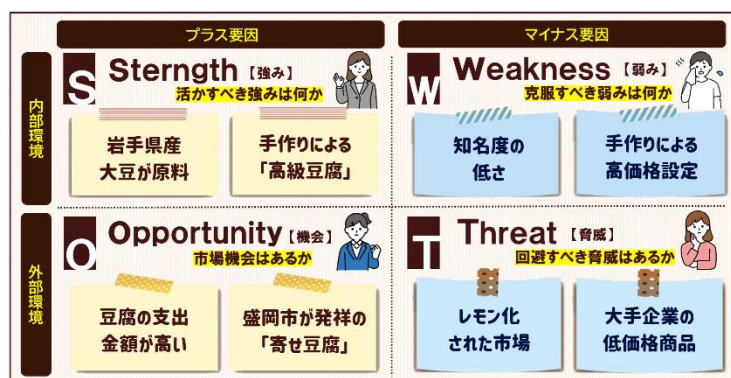 プラス要因
マイナス要因
内部環境
S Sterngth 【強み】
活かすべき強みは何か
岩手県産
大豆が原料
手作りによる
「高級豆腐」
W Weakness 【弱み】
克服すべき弱みは何か
知名度の
低さ
手作りによる
高価格設定
外部環境
O Opportunity 【機会】
市場機会はあるか
豆腐の支出
金額が高い
盛岡市が発祥の
「寄せ豆腐」
T Threat 【脅威】
回避すべき脅威はあるか
レモン化
された市場
大手企業の
低価格商品